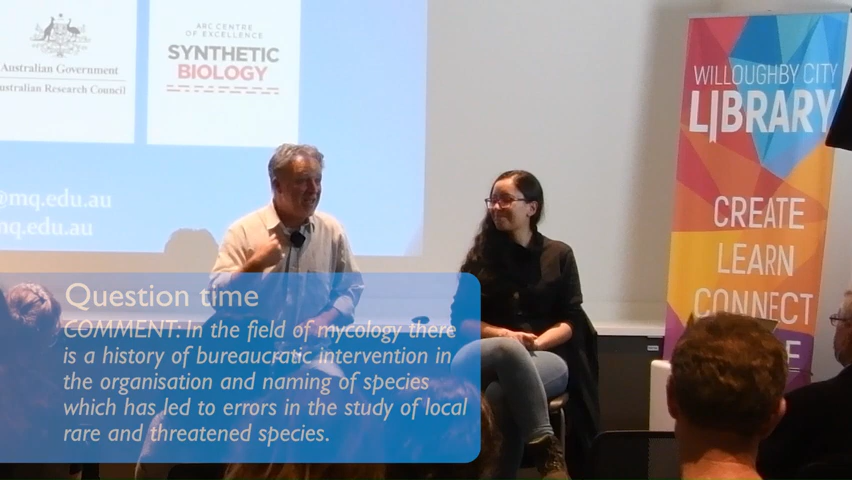 Australian Government
Australian Research Council
ARC CENTRE
OF EXCELLENCE
SYNTHETIC
BIOLOGY
@mq.edu.au
mq.edu.au
WILLOUGHBY CITY
LIBRARY
CREATE
LEARN
CONNECT
Question time
COMMENT: In the field of mycology there
is a history of bureaucratic intervention in
the organisation and naming of species
which has led to errors in the study of local
rare and threatened species.